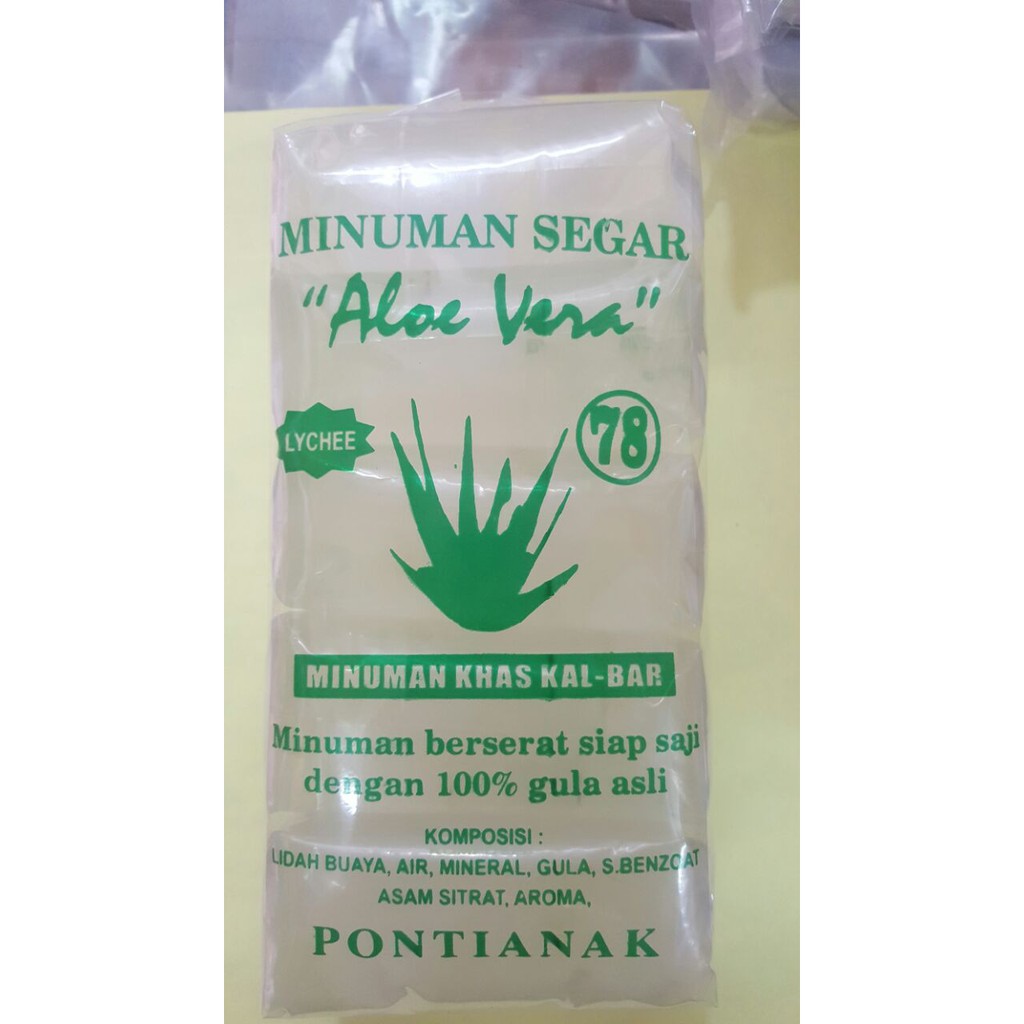 MINUMAN SEGAR
"Aloe Vera"
LYCHEE
78
MINUMAN KHAS KAL-BAR
Minuman berserat siap saji
dengan 100% gula asli
KOMPOSISI :
LIDAH BUAYA, AIR, MINERAL, GULA, S.BENZOAT
ASAM SITRAT, AROMA,
PONTIANAK